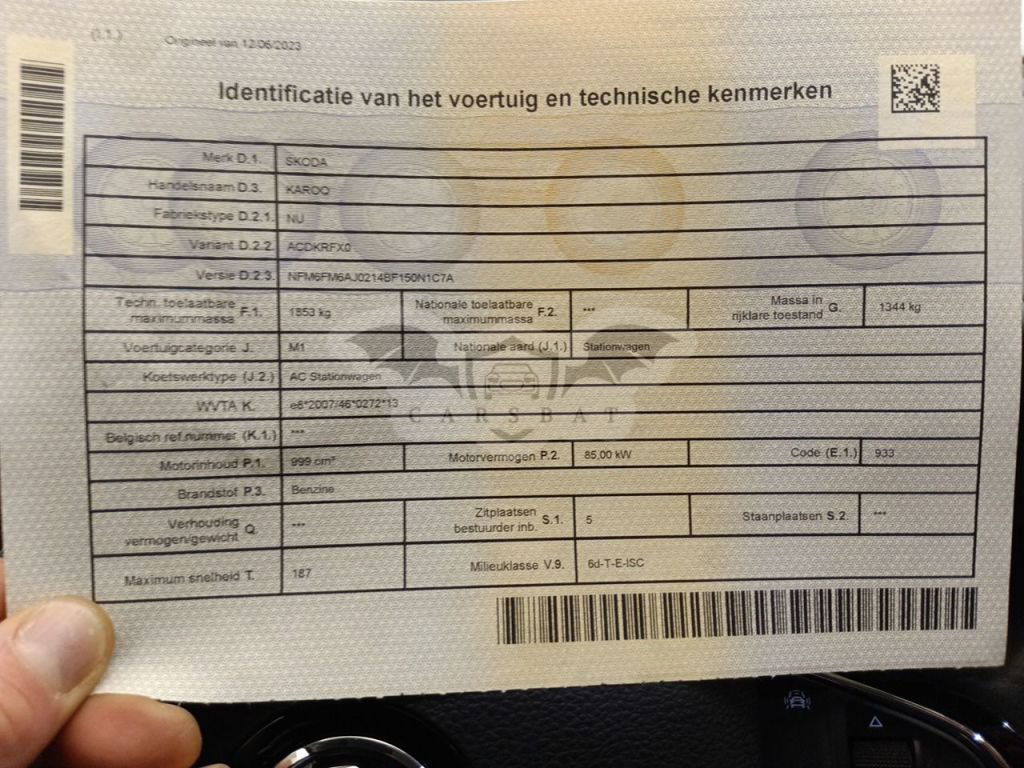 (I.1.) Origineel van 12/06/2023
Identificatie van het voertuig en technische kenmerken
Merk D.1. SKODA
Handelsnaam D.3. KAROQ
Fabriekstype D.2.1. NU
Variant D.2.2. ACDKRFX0
Versie D.2.3. NFM6FM6AJ0214BF150N1C7A
Techn. toelaatbare maximummassa F.1. 1853 kg Nationale toelaatbare maximummassa F.2. *** Massa in rijklare toestand G. 1344 kg
Voertuigcategorie J. M1 Nationale aard (J.1.) Stationwagen
Koetswerktype (J.2.) AC Stationwagen
WVTA K. e8*2007/46*0272*13
CARSBAT
Belgisch ref.nummer (K.1.) ***
Motorinhoud P.1. 999 cm³ Motorvermogen P.2. 85,00 kW Code (E.1.) 933
Brandstof P.3. Benzine
Verhouding vermogen/gewicht Q. *** Zitplaatsen bestuurder inb. S.1. 5 Staanplaatsen S.2. ***
Maximum snelheid T. 187 Milieuklasse V.9. 6d-T-E-ISC